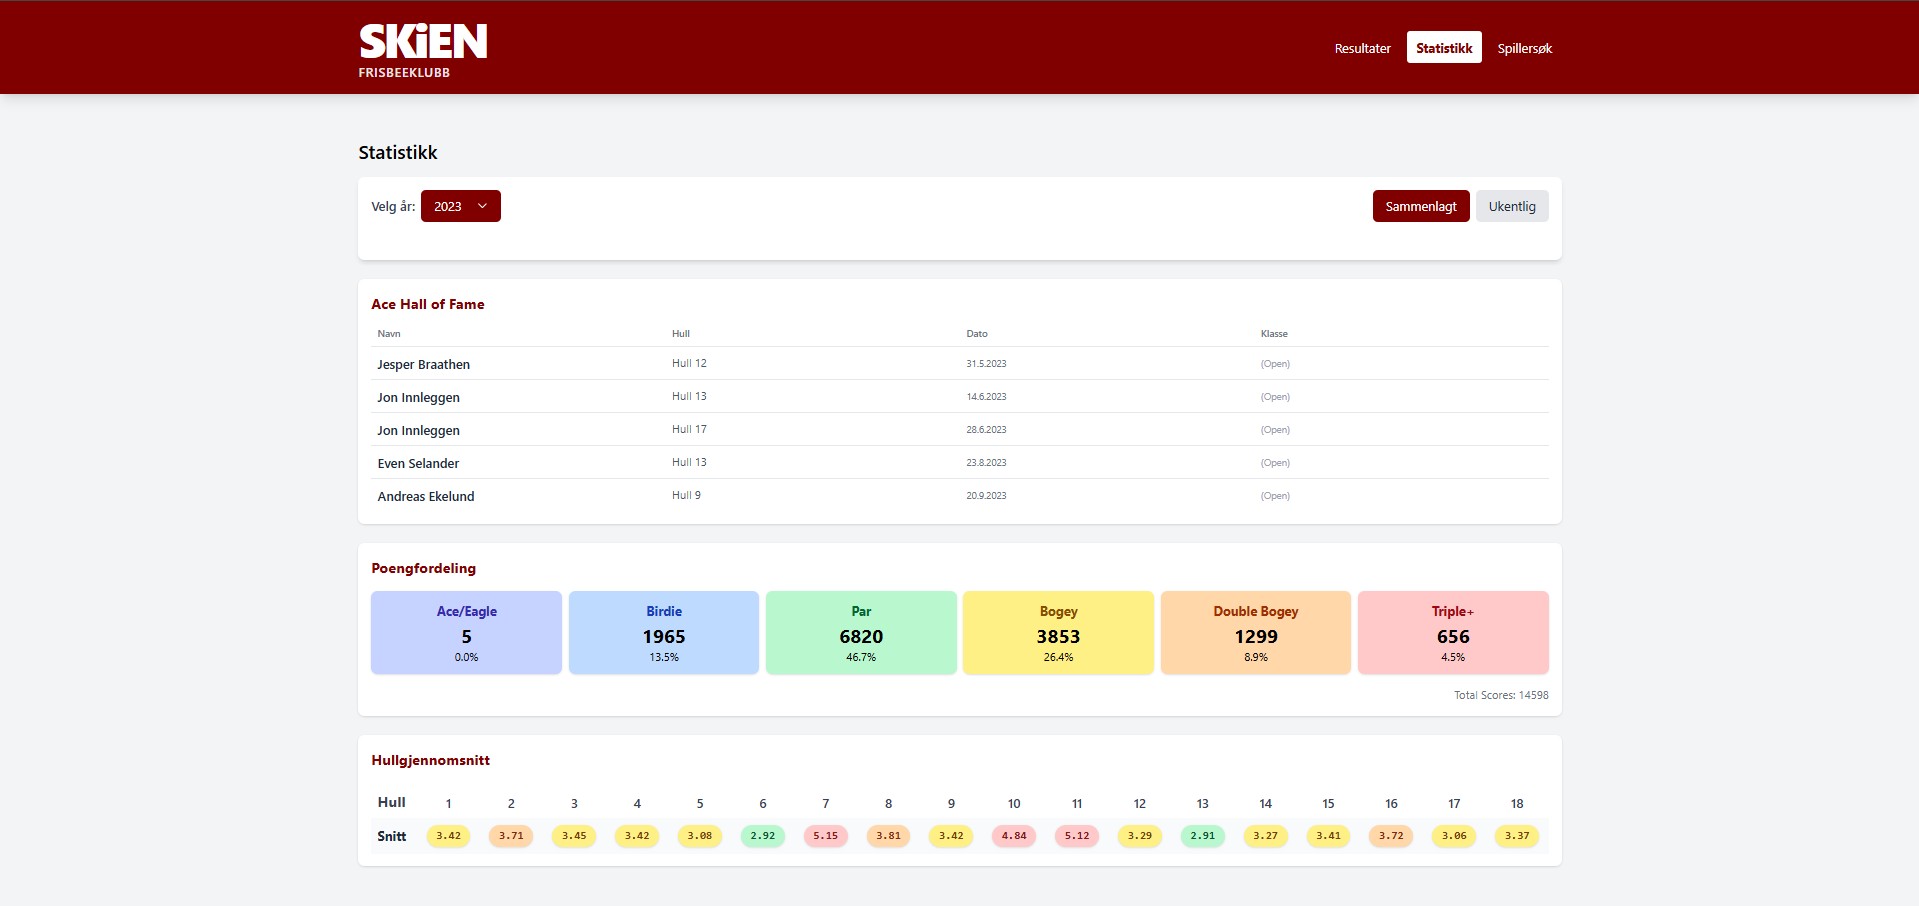 SKiEN
FRISBEEKLUBB
Resultater Statistikk Spillersøk
Statistikk
Velg år: 2023 Sammenlagt Ukentlig
Ace Hall of Fame
Navn Hull Dato Klasse
Jesper Braathen Hull 12 31.5.2023 (Open)
Jon Innleggen Hull 13 14.6.2023 (Open)
Jon Innleggen Hull 17 28.6.2023 (Open)
Even Selander Hull 13 23.8.2023 (Open)
Andreas Ekelund Hull 9 20.9.2023 (Open)
Poengfordeling
Ace/Eagle Birdie Par Bogey Double Bogey Triple+
5 1965 6820 3853 1299 656
0.0% 13.5% 46.7% 26.4% 8.9% 4.5%
Total Scores: 14598
Hullgjennomsnitt
Hull 1 2 3 4 5 6 7 8 9 10 11 12 13 14 15 16 17 18
Snitt 3.42 3.71 3.45 3.42 3.08 2.92 5.15 3.81 3.42 4.84 5.12 3.29 2.91 3.27 3.41 3.72 3.06 3.37